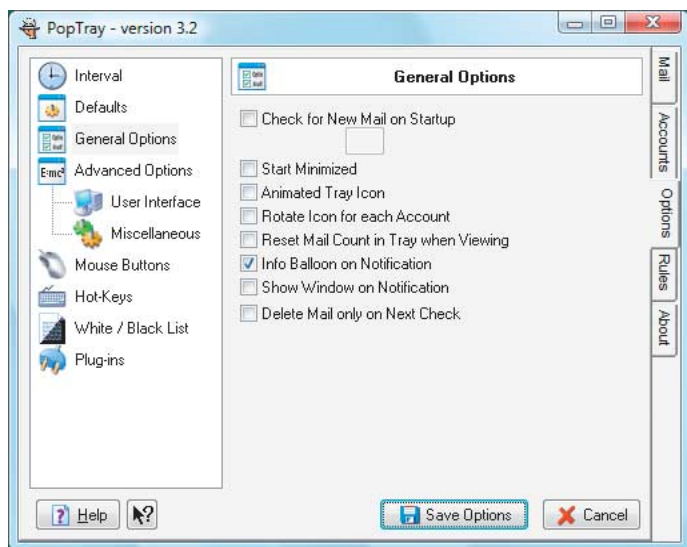 PopTray - version 3.2
Interval
Defaults
General Options
E=mc²
Advanced Options
User Interface
Miscellaneous
Mouse Buttons
Hot-Keys
White / Black List
Plug-ins
General Options
Check for New Mail on Startup
Start Minimized
Animated Tray Icon
Rotate Icon for each Account
Reset Mail Count in Tray when Viewing
Info Balloon on Notification
Show Window on Notification
Delete Mail only on Next Check
Mail
Accounts
Options
Rules
About
Help
Save Options
Cancel